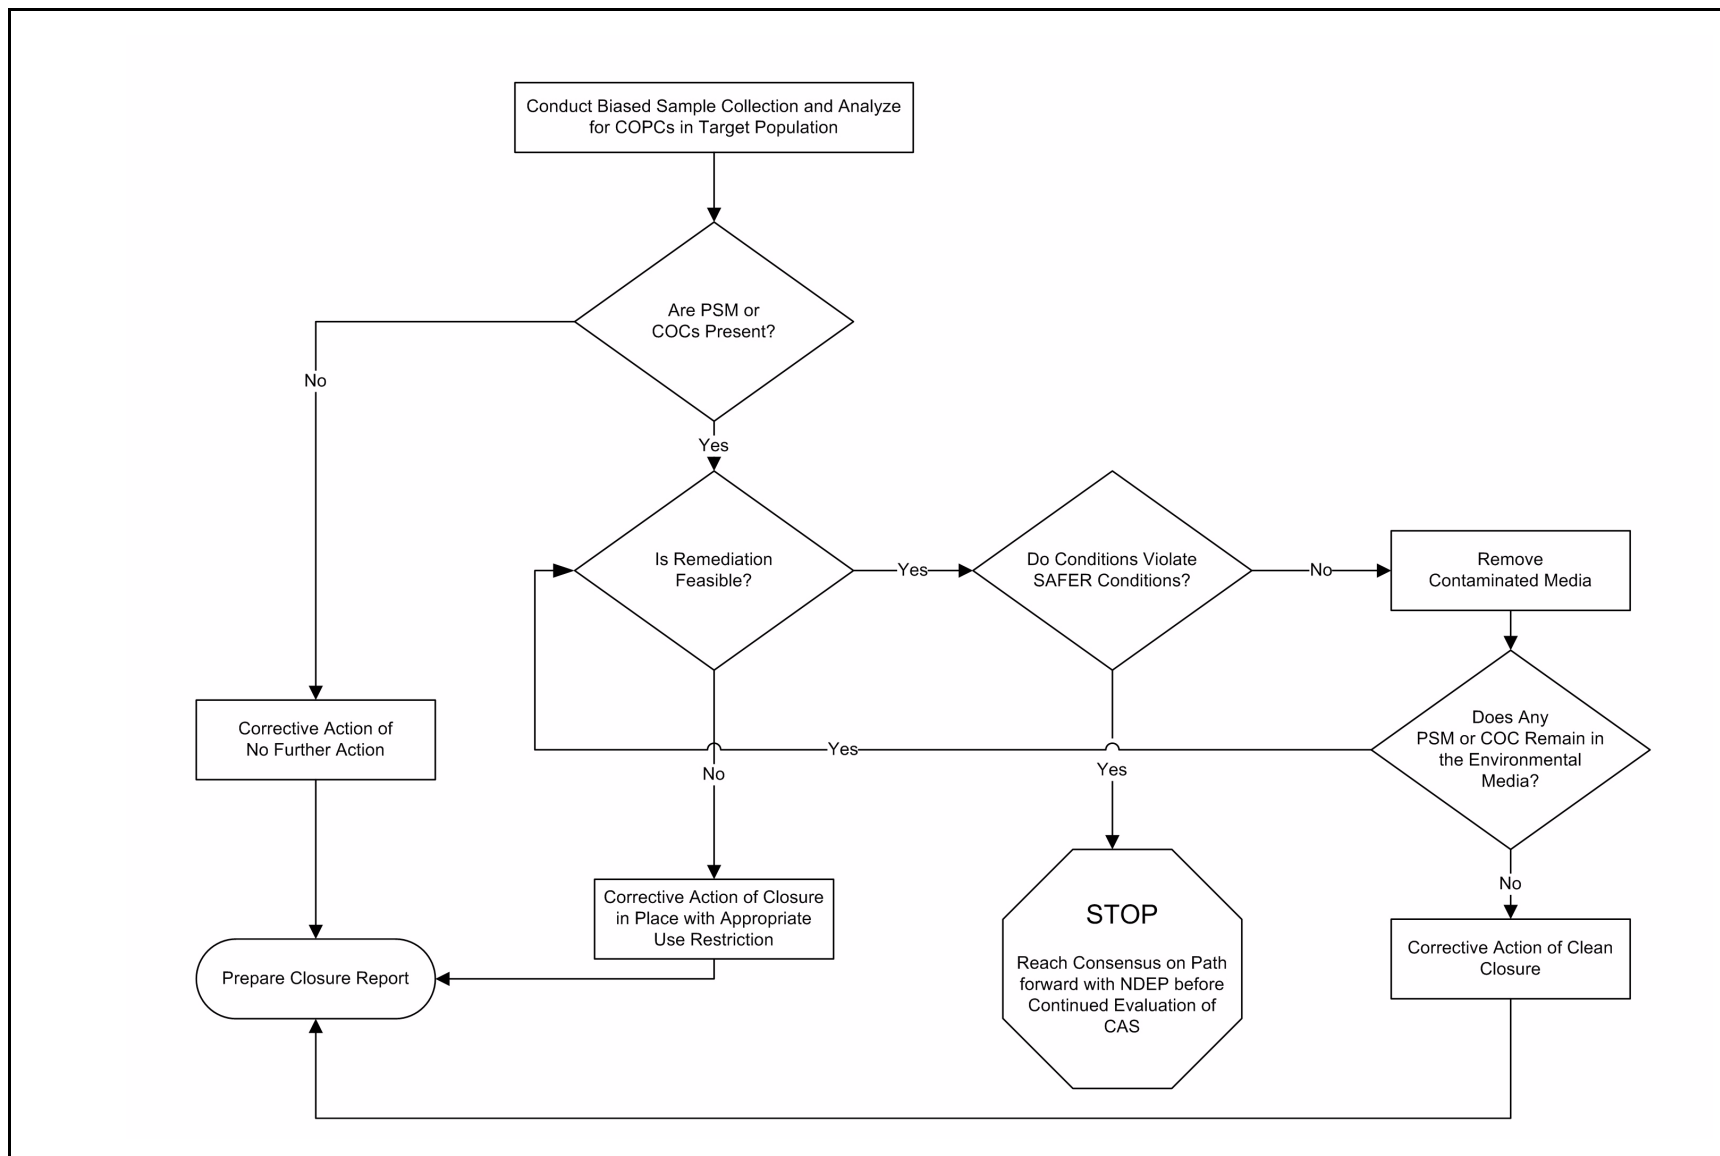 Conduct Biased Sample Collection and Analyze
for COPCs in Target Population
Are PSM or
COCs Present?
No
Yes
Is Remediation
Feasible?
Yes
Do Conditions Violate
SAFER Conditions?
No
Remove
Contaminated Media
Corrective Action of
No Further Action
Does Any
PSM or COC Remain in
the Environmental
Media?
Yes
No
Yes
No
Corrective Action of Closure
in Place with Appropriate
Use Restriction
STOP
Reach Consensus on Path
forward with NDEP before
Continued Evaluation of
CAS
Corrective Action of Clean
Closure
Prepare Closure Report